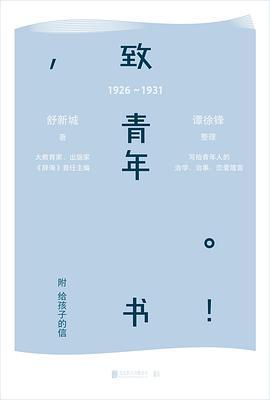 ，致
1926 ~ 1931
青年
。
书！
舒新城
著
大教育家、出版家
《辞海》首任主编
谭徐锋
整理
写给青年人的
治学、治事、恋爱箴言
附 给孩子的信